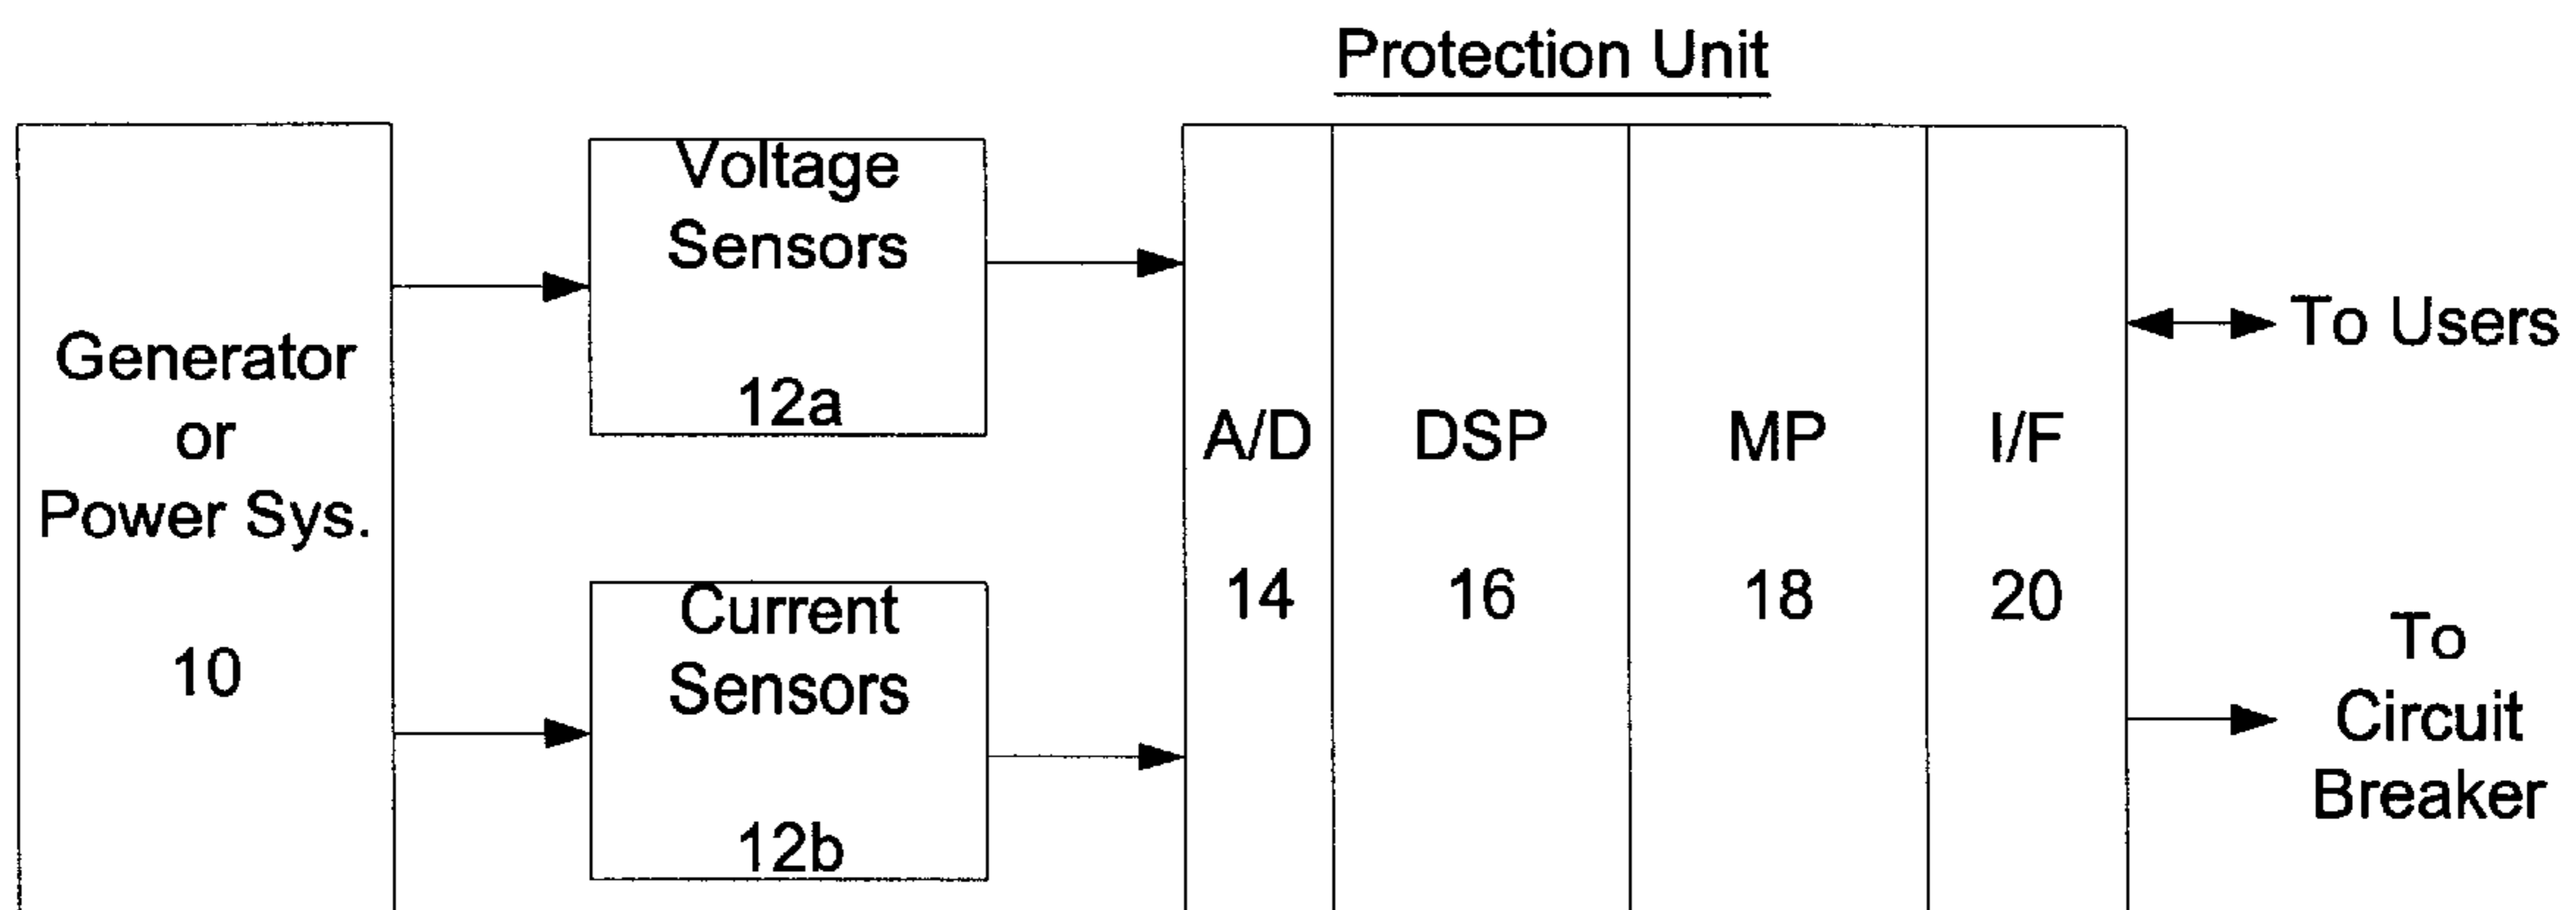 Protection Unit
Generator
or
Power Sys.
10
Voltage
Sensors
12a
Current
Sensors
12b
A/D
14
DSP
16
MP
18
I/F
20
To Users
To
Circuit
Breaker